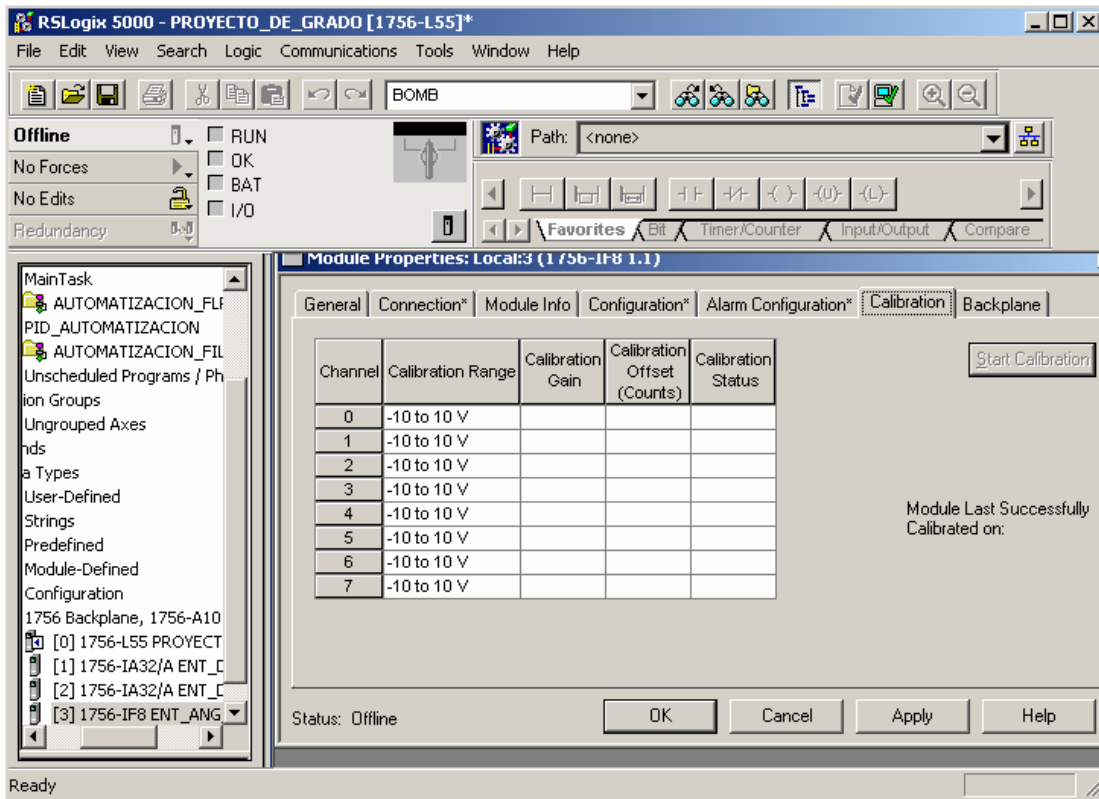 RSLogix 5000 - PROYECTO_DE_GRADO [1756-L55]*
File Edit View Search Logic Communications Tools Window Help
BOMB
Offline
RUN
Path: <none>
No Forces
OK
No Edits
BAT
Redundancy
I/O
Favorites Bit Timer/Counter Input/Output Compare
MainTask
AUTOMATIZACION_FLF
PID_AUTOMATIZACION
AUTOMATIZACION_FIL
Unscheduled Programs / Ph
ion Groups
Ungrouped Axes
nds
a Types
User-Defined
Strings
Predefined
Module-Defined
Configuration
1756 Backplane, 1756-A10
[0] 1756-L55 PROYECT
[1] 1756-IA32/A ENT_D
[2] 1756-IA32/A ENT_D
[3] 1756-IF8 ENT_ANG
Module Properties: Local:3 (1756-IF8 1.1)
General Connection* Module Info Configuration* Alarm Configuration* Calibration Backplane
Channel Calibration Range Calibration Gain Calibration Offset (Counts) Calibration Status
0 -10 to 10 V
1 -10 to 10 V
2 -10 to 10 V
3 -10 to 10 V
4 -10 to 10 V
5 -10 to 10 V
6 -10 to 10 V
7 -10 to 10 V
Start Calibration
Module Last Successfully
Calibrated on:
Status: Offline
OK Cancel Apply Help
Ready